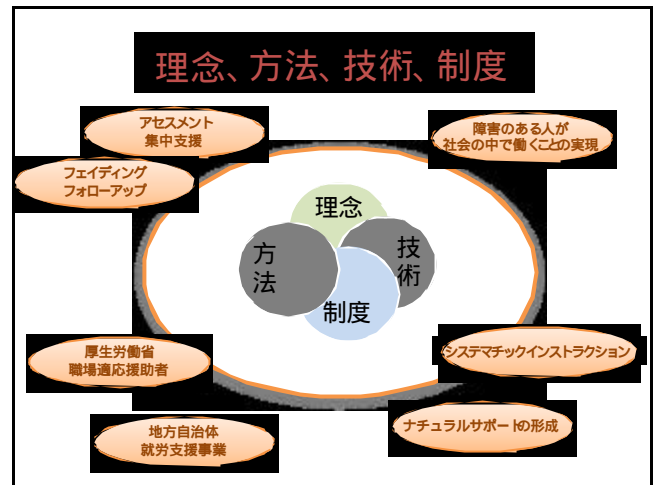 理念、方法、技術、制度
アセスメント
集中支援
障害のある人が
社会の中で働くことの実現
フェイディング
フォローアップ
理念
方法
技術
制度
厚生労働省
職場適応援助者
システマチックインストラクション
地方自治体
就労支援事業
ナチュラルサポートの形成